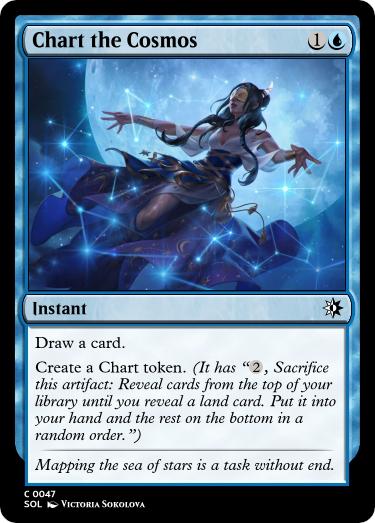 Chart the Cosmos 1
Instant
Draw a card.
Create a Chart token. (It has “2, Sacrifice
this artifact: Reveal cards from the top of your
library until you reveal a land card. Put it into
your hand and the rest on the bottom in a
random order.”)
Mapping the sea of stars is a task without end.
C 0047
SOL Victoria Sokolova